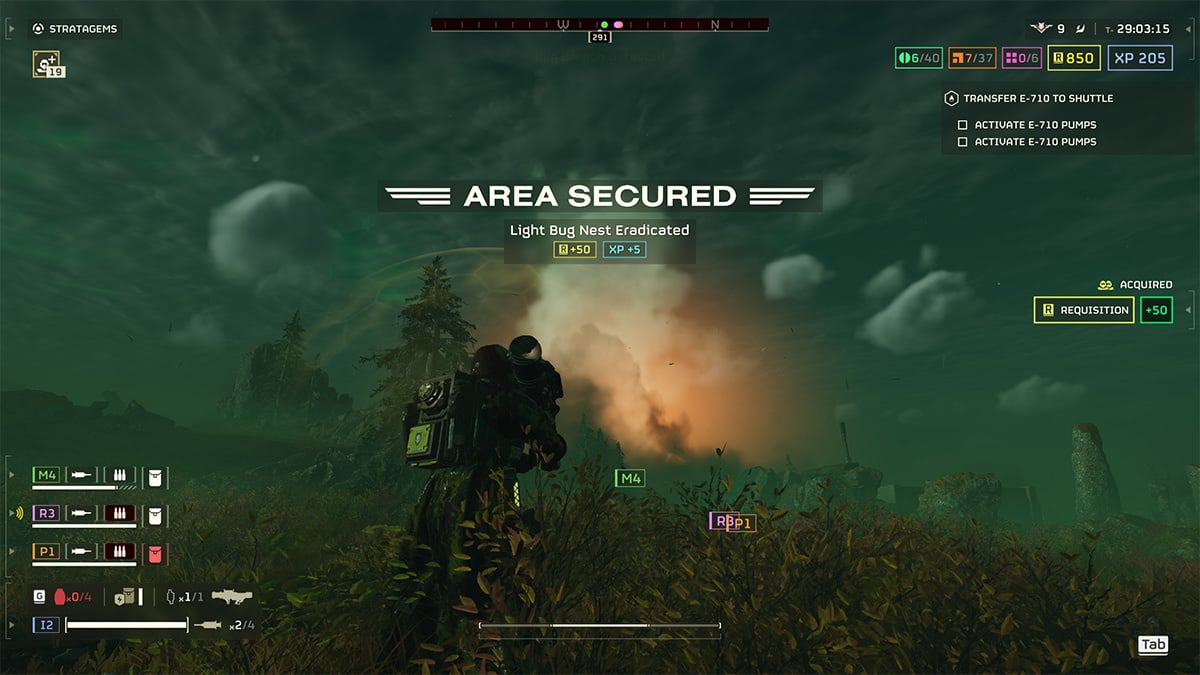 STRATAGEMS
19
W N
291
9 T- 29:03:15
6/40 7/37 0/6 R 850 XP 205
TRANSFER E-710 TO SHUTTLE
ACTIVATE E-710 PUMPS
ACTIVATE E-710 PUMPS
AREA SECURED
Light Bug Nest Eradicated
R +50 XP +5
ACQUIRED
R REQUISITION +50
M4
R3
P1
M4
R3 P1
G x0/4 x1/1
I2 x2/4
Tab